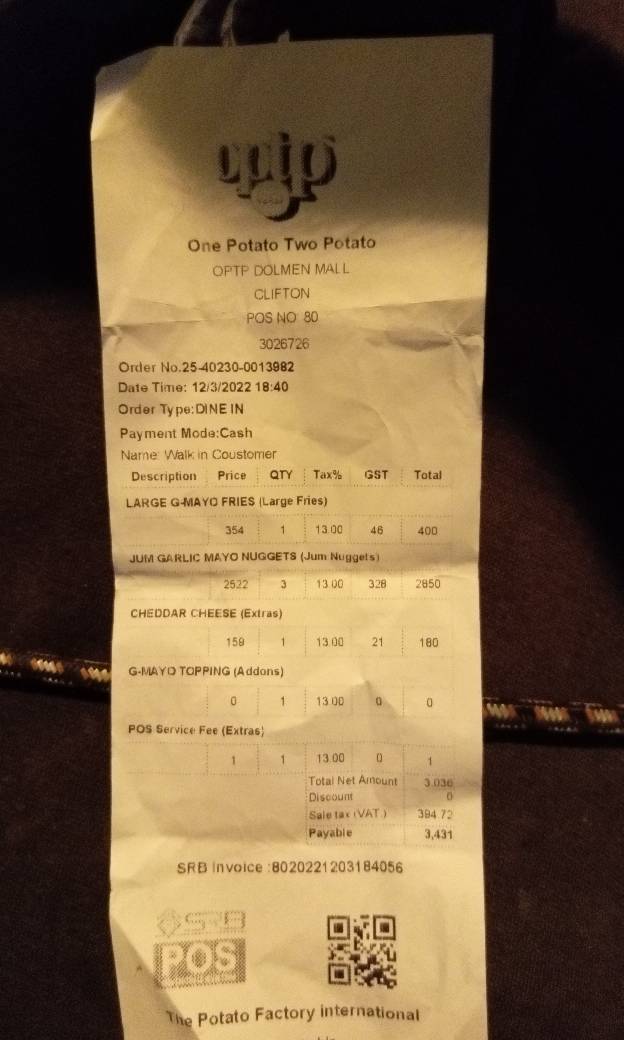 optp
One Potato Two Potato
OPTP DOLMEN MALL
CLIFTON
POS NO 80
3026726
Order No.25-40230-0013982
Date Time: 12/3/2022 18:40
Order Type:DINE IN
Payment Mode:Cash
Name: Walk in Coustomer
Description Price QTY Tax% GST Total
LARGE G-MAYO FRIES (Large Fries)
354 1 13.00 46 400
JUM GARLIC MAYO NUGGETS (Jum Nuggets)
2522 3 13.00 328 2850
CHEDDAR CHEESE (Extras)
159 1 13.00 21 180
G-MAYO TOPPING (Addons)
0 1 13.00 0 0
POS Service Fee (Extras)
1 1 13.00 0 1
Total Net Amount 3,036
Discount 0
Sale tax (VAT.) 394.72
Payable 3,431
SRB Invoice :8020221203184056
SRB
POS
The Potato Factory international